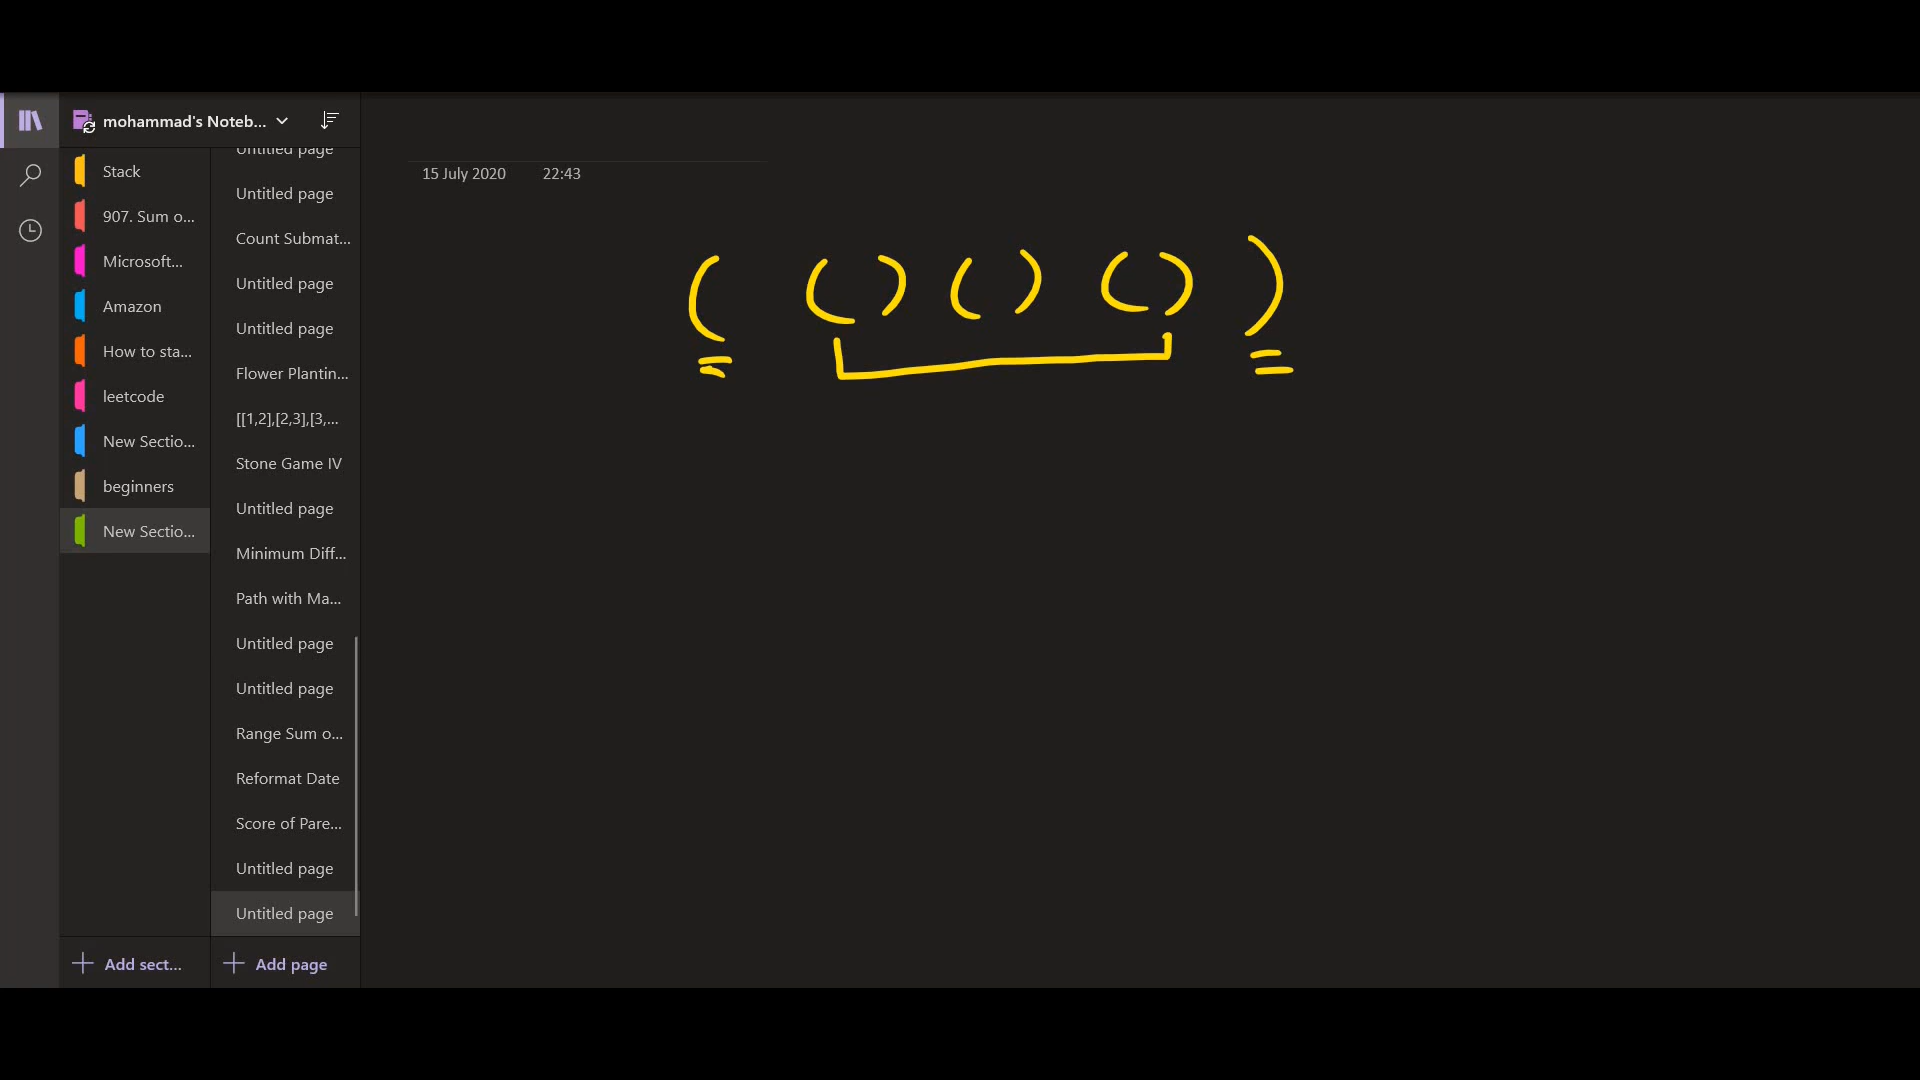 mohammad's Noteb...
Stack
907. Sum o...
Microsoft...
Amazon
How to sta...
leetcode
New Sectio...
beginners
New Sectio...
Add sect...
Untitled page
Untitled page
Count Submat...
Untitled page
Untitled page
Flower Plantin...
[[1,2],[2,3],[3,...
Stone Game IV
Untitled page
Minimum Diff...
Path with Ma...
Untitled page
Untitled page
Range Sum o...
Reformat Date
Score of Pare...
Untitled page
Untitled page
Add page
15 July 2020 22:43
( ( ) ( ) ( ) )